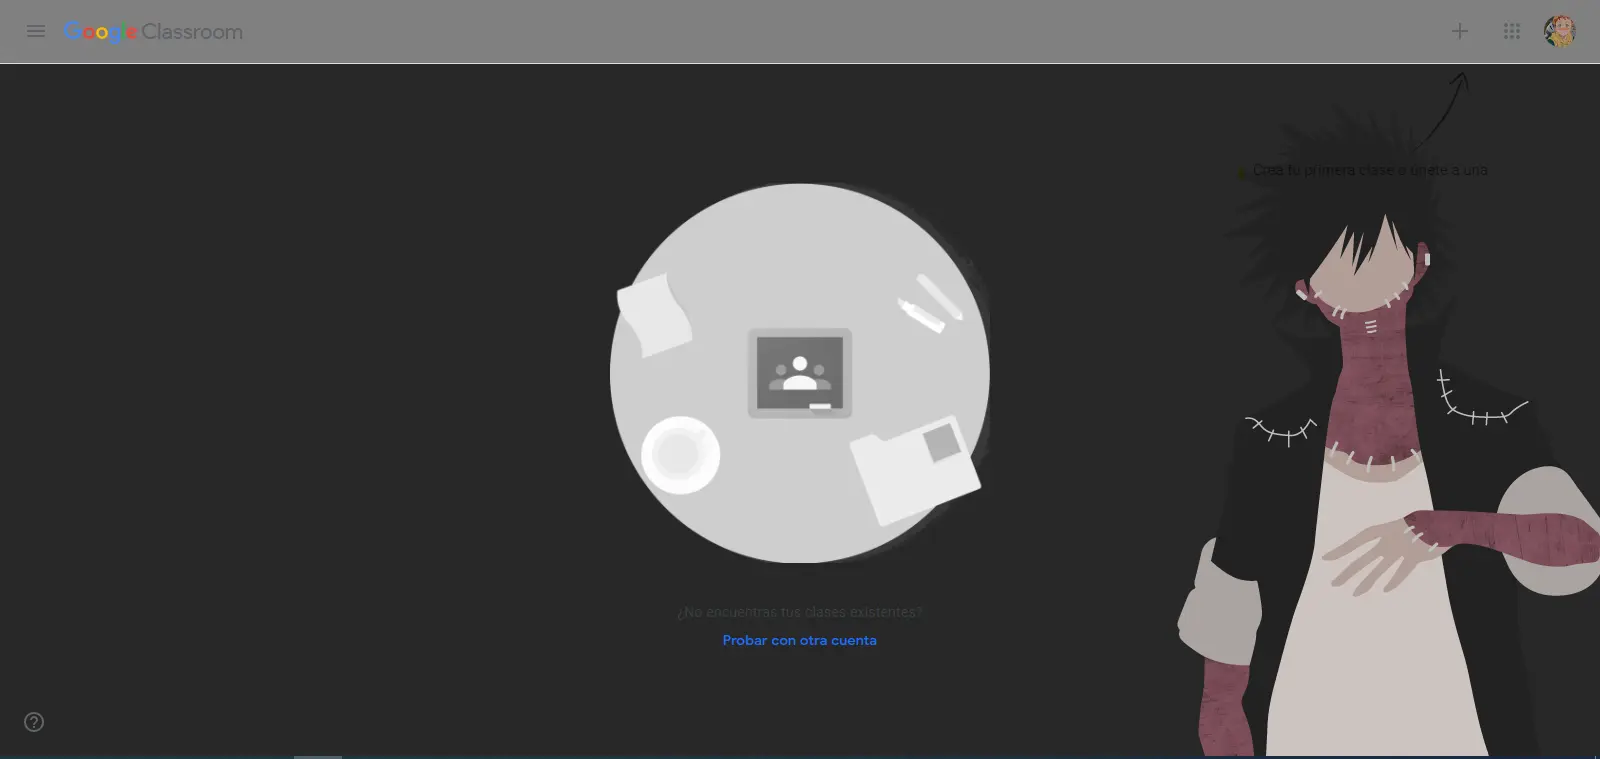 Google Classroom
Crea tu primera clase o únete a una
¿No encuentras tus clases existentes?
Probar con otra cuenta